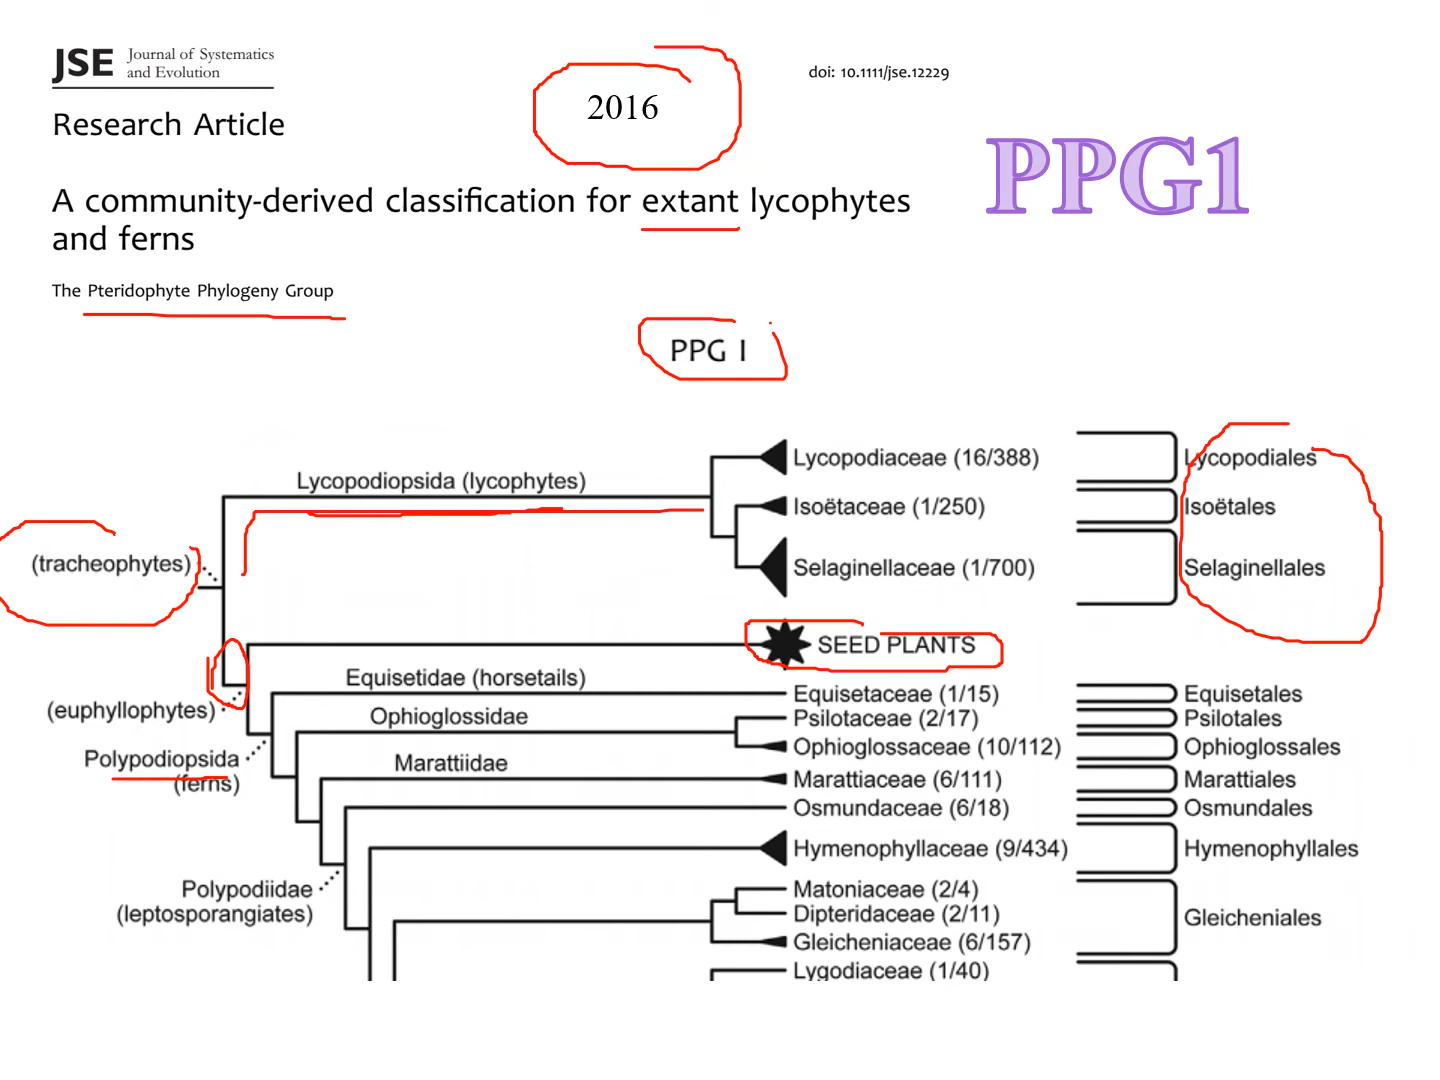 JSE Journal of Systematics
and Evolution
2016
doi: 10.1111/jse.12229
Research Article
PPG1
A community-derived classification for extant lycophytes
and ferns
The Pteridophyte Phylogeny Group
PPG I
Lycopodiopsida (lycophytes)
Lycopodiaceae (16/388)
Lycopodiales
Isoëtaceae (1/250)
Isoëtales
(tracheophytes)
Selaginellaceae (1/700)
Selaginellales
SEED PLANTS
Equisetidae (horsetails)
Equisetaceae (1/15)
Equisetales
(euphyllophytes)
Ophioglossidae
Psilotaceae (2/17)
Psilotales
Ophioglossaceae (10/112)
Ophioglossales
Polypodiopsida
(ferns)
Marattiidae
Marattiaceae (6/111)
Marattiales
Osmundaceae (6/18)
Osmundales
Hymenophyllaceae (9/434)
Hymenophyllales
Polypodiidae
(leptosporangiates)
Matoniaceae (2/4)
Dipteridaceae (2/11)
Gleicheniales
Gleicheniaceae (6/157)
Lygodiaceae (1/40)